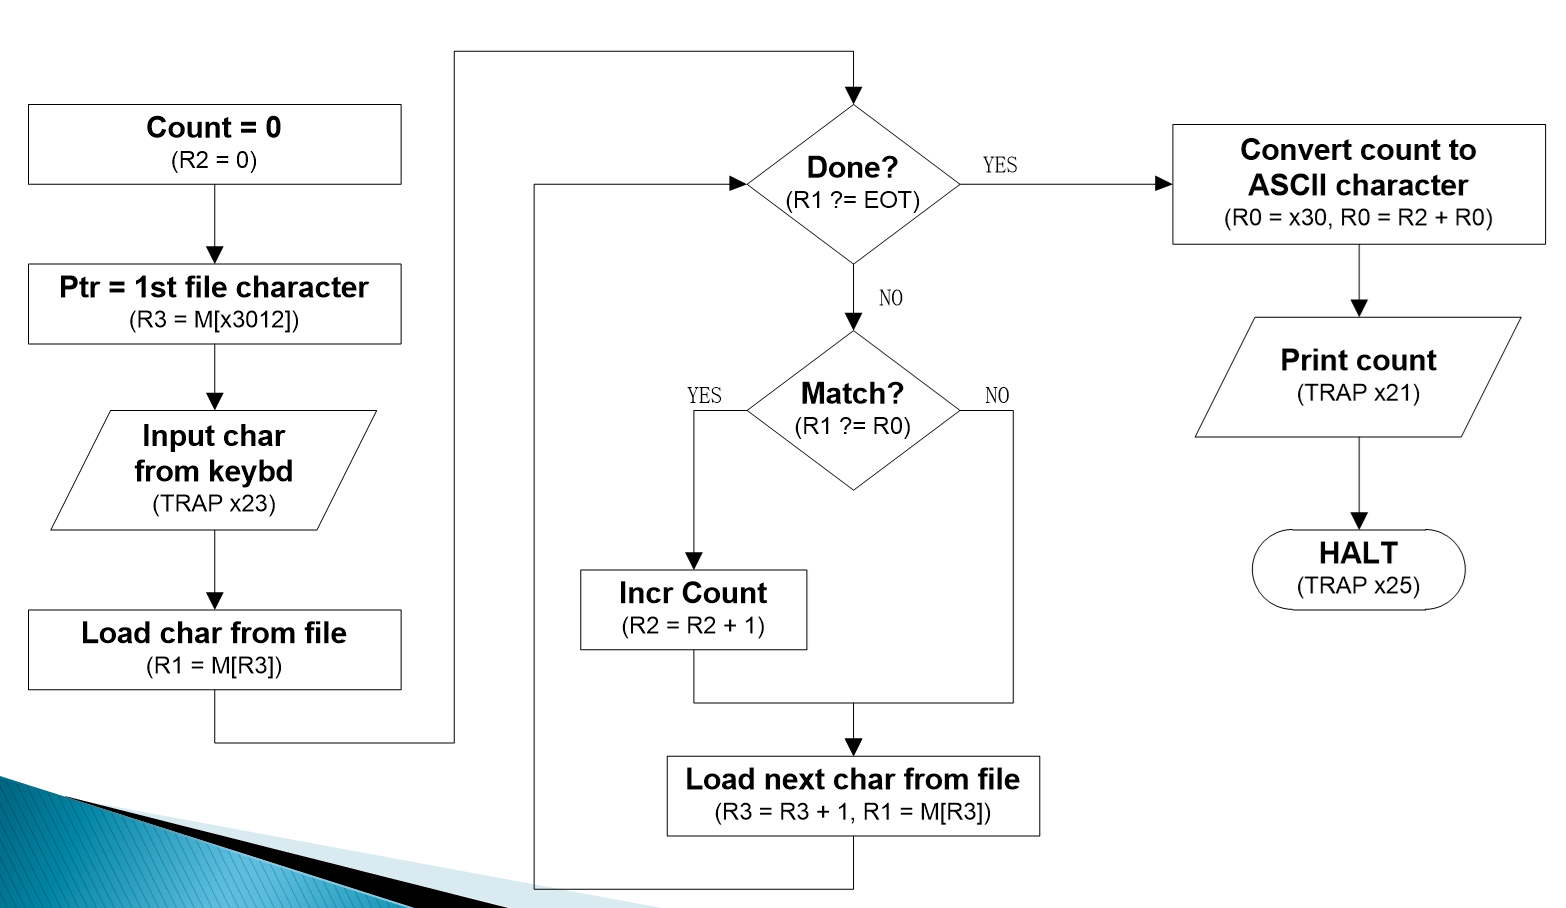 Count = 0
(R2 = 0)
Ptr = 1st file character
(R3 = M[x3012])
Input char
from keybd
(TRAP x23)
Load char from file
(R1 = M[R3])
Done?
(R1 ?= EOT)
YES
NO
Match?
(R1 ?= R0)
YES
NO
Incr Count
(R2 = R2 + 1)
Load next char from file
(R3 = R3 + 1, R1 = M[R3])
Convert count to
ASCII character
(R0 = x30, R0 = R2 + R0)
Print count
(TRAP x21)
HALT
(TRAP x25)